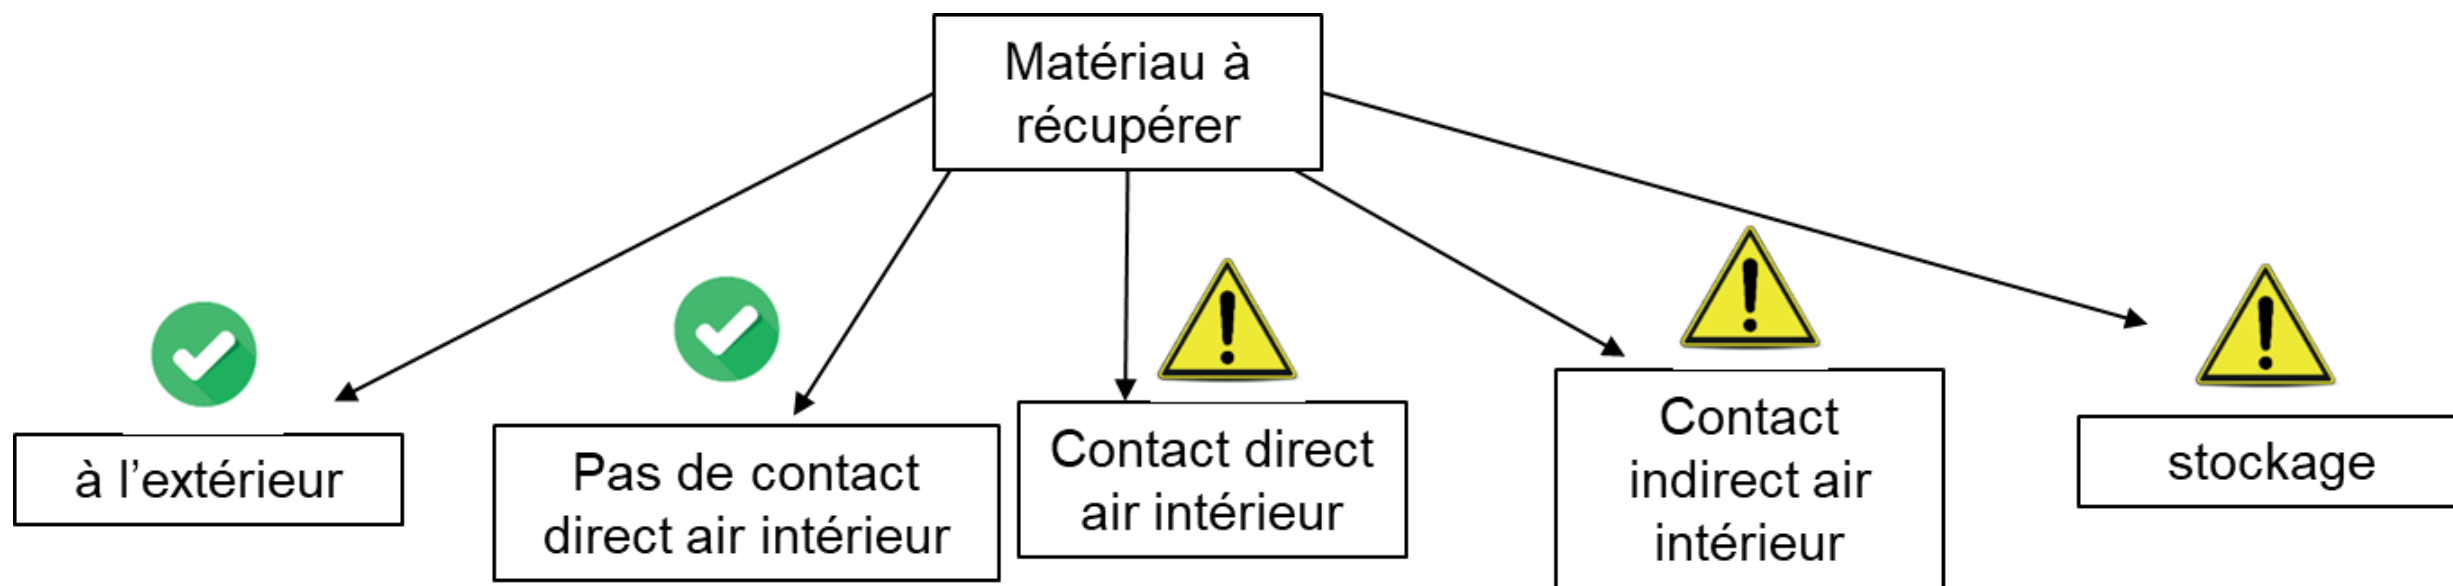 Matériau à
récupérer
à l’extérieur
Pas de contact
direct air intérieur
Contact direct
air intérieur
Contact
indirect air
intérieur
stockage